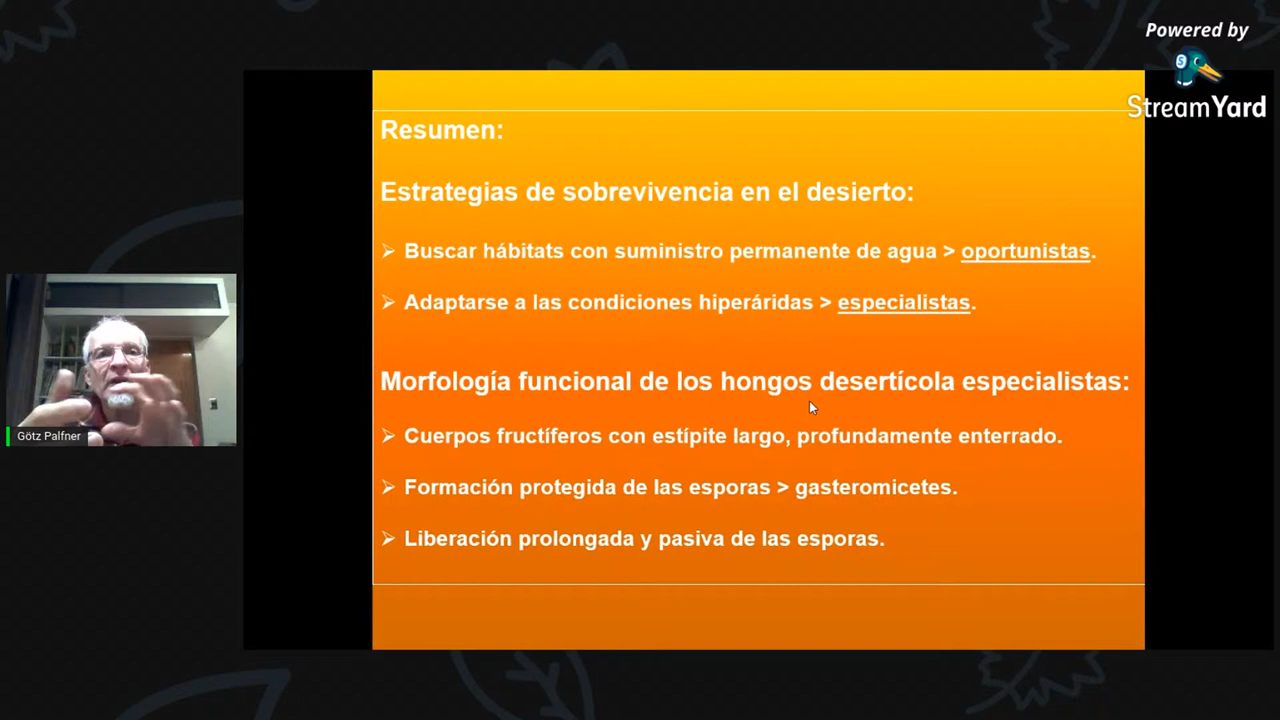 Powered by
StreamYard
Resumen:
Estrategias de sobrevivencia en el desierto:
➢ Buscar hábitats con suministro permanente de agua > oportunistas.
➢ Adaptarse a las condiciones hiperáridas > especialistas.
Morfología funcional de los hongos desertícola especialistas:
➢ Cuerpos fructíferos con estípite largo, profundamente enterrado.
➢ Formación protegida de las esporas > gasteromicetes.
➢ Liberación prolongada y pasiva de las esporas.
Götz Palfner